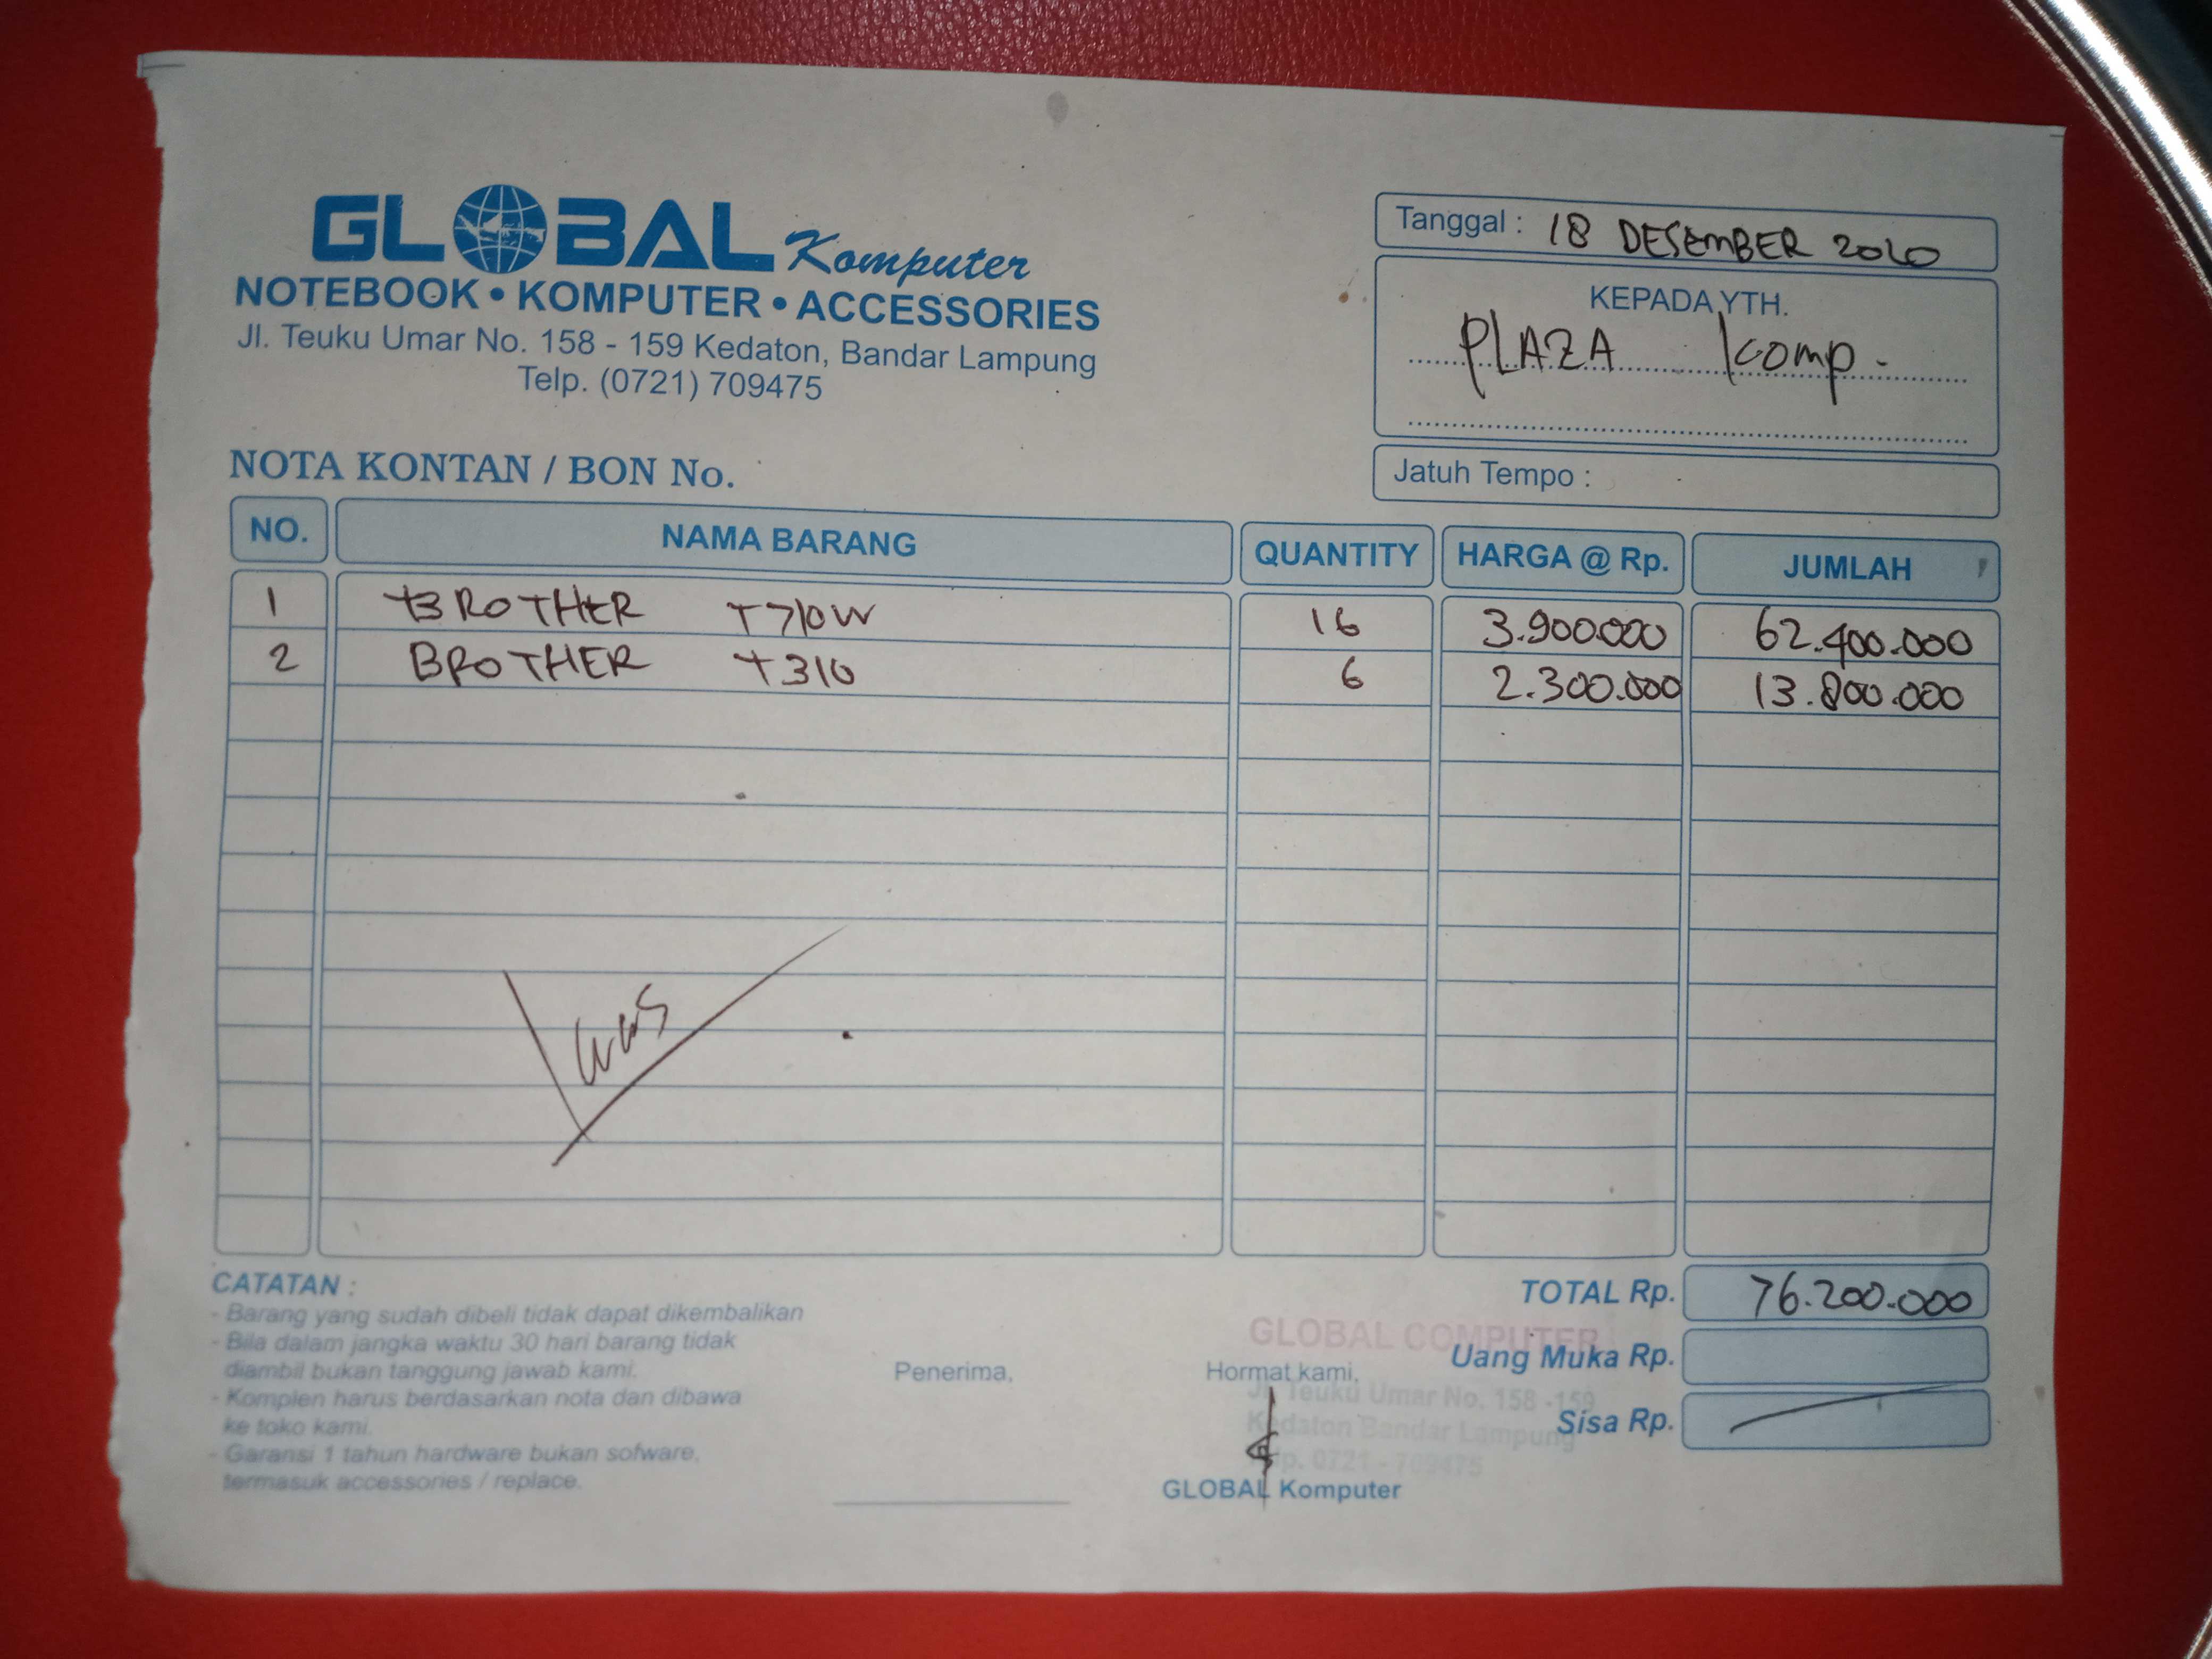 GLOBAL Komputer
NOTEBOOK • KOMPUTER • ACCESSORIES
Jl. Teuku Umar No. 158 - 159 Kedaton, Bandar Lampung
Telp. (0721) 709475
Tanggal : 18 DESEMBER 2020
KEPADA YTH.
PLAZA komp.
Jatuh Tempo :
NOTA KONTAN / BON No.
NO. NAMA BARANG QUANTITY HARGA @ Rp. JUMLAH
1 BROTHER T710W 16 3.900.000 62.400.000
2 BROTHER T310 6 2.300.000 13.800.000
Lunas
CATATAN :
- Barang yang sudah dibeli tidak dapat dikembalikan
- Bila dalam jangka waktu 30 hari barang tidak
diambil bukan tanggung jawab kami.
- Komplen harus berdasarkan nota dan dibawa
ke toko kami.
- Garansi 1 tahun hardware bukan sofware,
termasuk accessories / replace.
Penerima,
Hormat kami,
GLOBAL Komputer
GLOBAL COMPUTER
Jl. Teuku Umar No. 158 -159
Kedaton Bandar Lampung
Telp. 0721 - 709475
TOTAL Rp. 76.200.000
Uang Muka Rp.
Sisa Rp.